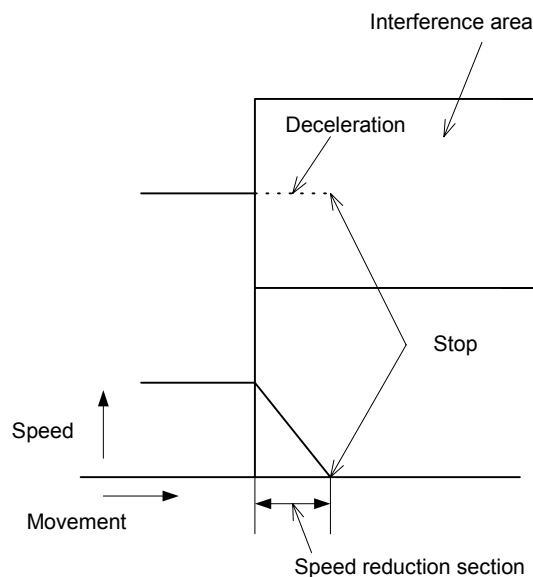 Interference area
Deceleration
Stop
Speed
Movement
Speed reduction section